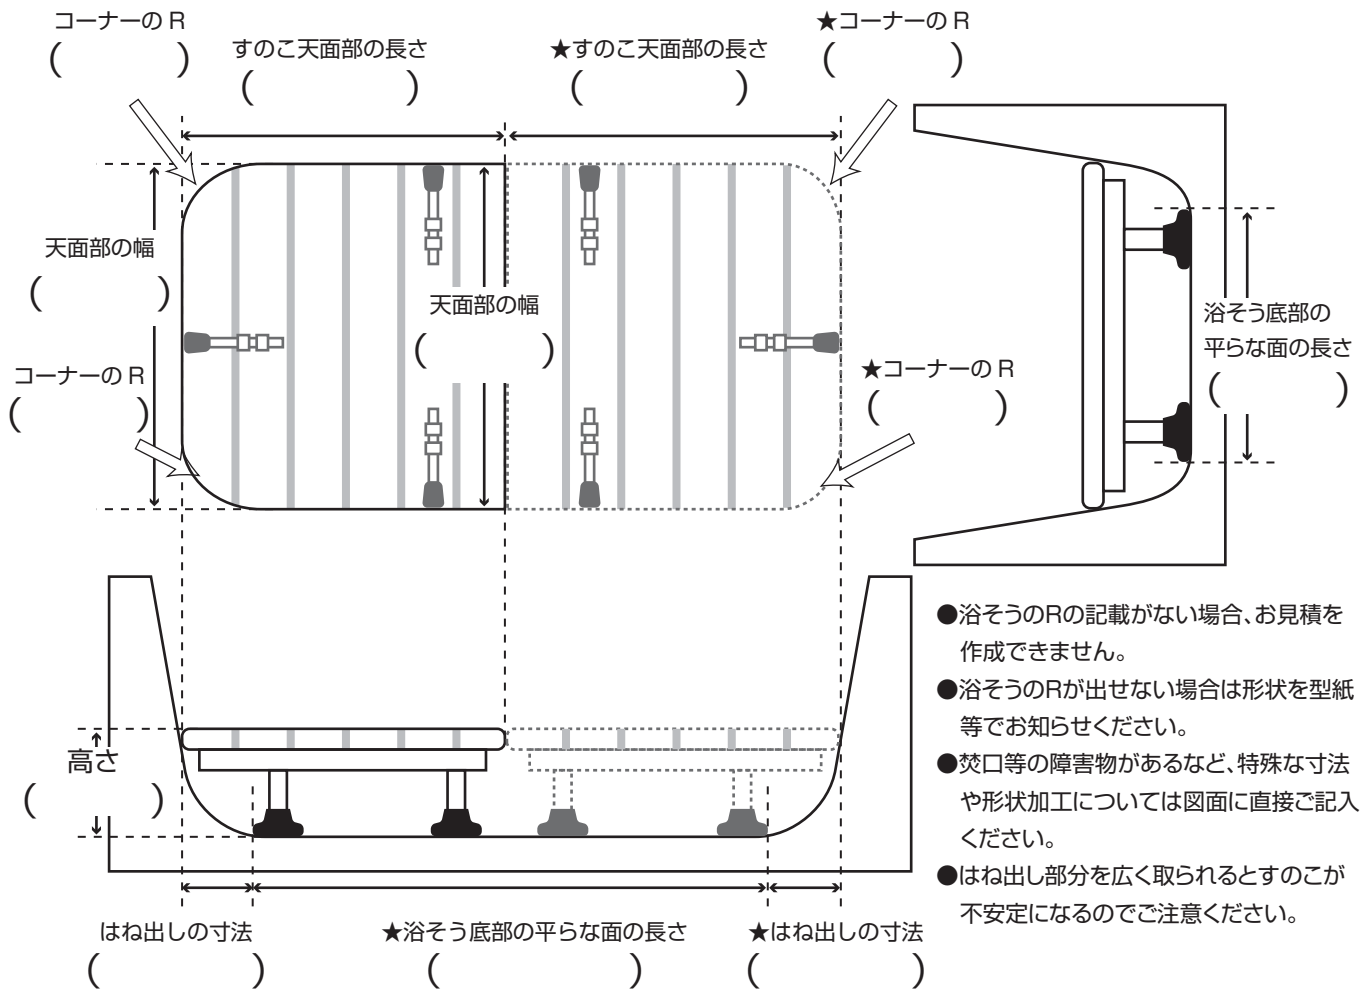 コーナーのR
(　　　)
すのこ天面部の長さ
(　　　)
★すのこ天面部の長さ
(　　　)
★コーナーのR
(　　　)
天面部の幅
(　　　)
天面部の幅
(　　　)
浴そう底部の
平らな面の長さ
(　　　)
コーナーのR
(　　　)
★コーナーのR
(　　　)
高さ
(　　　)
●浴そうのRの記載がない場合、お見積を
作成できません。
●浴そうのRが出せない場合は形状を型紙
等でお知らせください。
●焚口等の障害物があるなど、特殊な寸法
や形状加工については図面に直接ご記入
ください。
●はね出し部分を広く取られるとすのこが
不安定になるのでご注意ください。
はね出しの寸法
(　　　)
★浴そう底部の平らな面の長さ
(　　　)
★はね出しの寸法
(　　　)